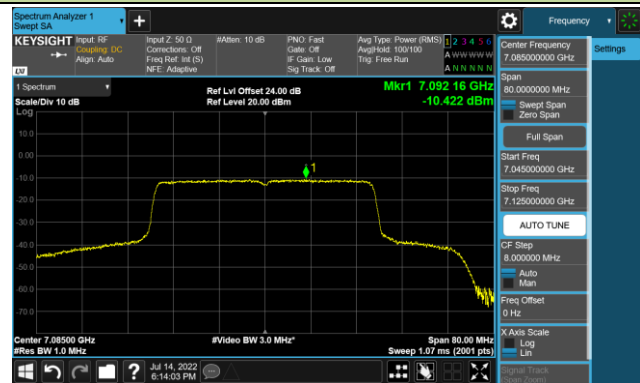 Spectrum Analyzer 1
Swept SA
Frequency
KEYSIGHT
Input: RF
Coupling: DC
Align: Auto
Input Z: 50 Ω
Corrections: Off
Freq Ref: Int (S)
NFE: Adaptive
#Atten: 10 dB
PNO: Fast
Gate: Off
IF Gain: Low
Sig Track: Off
Avg Type: Power (RMS)
Avg|Hold: 100/100
Trig: Free Run
1 2 3 4 5 6
A W W W W W
A N N N N N
LXI
1 Spectrum
Scale/Div 10 dB
Log
Ref Lvl Offset 24.00 dB
Ref Level 20.00 dBm
Mkr1 7.092 16 GHz
-10.422 dBm
10.0
0.00
-10.0
-20.0
-30.0
-40.0
-50.0
-60.0
-70.0
1
Center 7.08500 GHz
#Res BW 1.0 MHz
#Video BW 3.0 MHz*
Span 80.00 MHz
Sweep 1.07 ms (2001 pts)
Jul 14, 2022
6:14:03 PM
Center Frequency
7.085000000 GHz
Settings
Span
80.0000000 MHz
Swept Span
Zero Span
Full Span
Start Freq
7.045000000 GHz
Stop Freq
7.125000000 GHz
AUTO TUNE
CF Step
8.000000 MHz
Auto
Man
Freq Offset
0 Hz
X Axis Scale
Log
Lin
Signal Track
(Span Zoom)